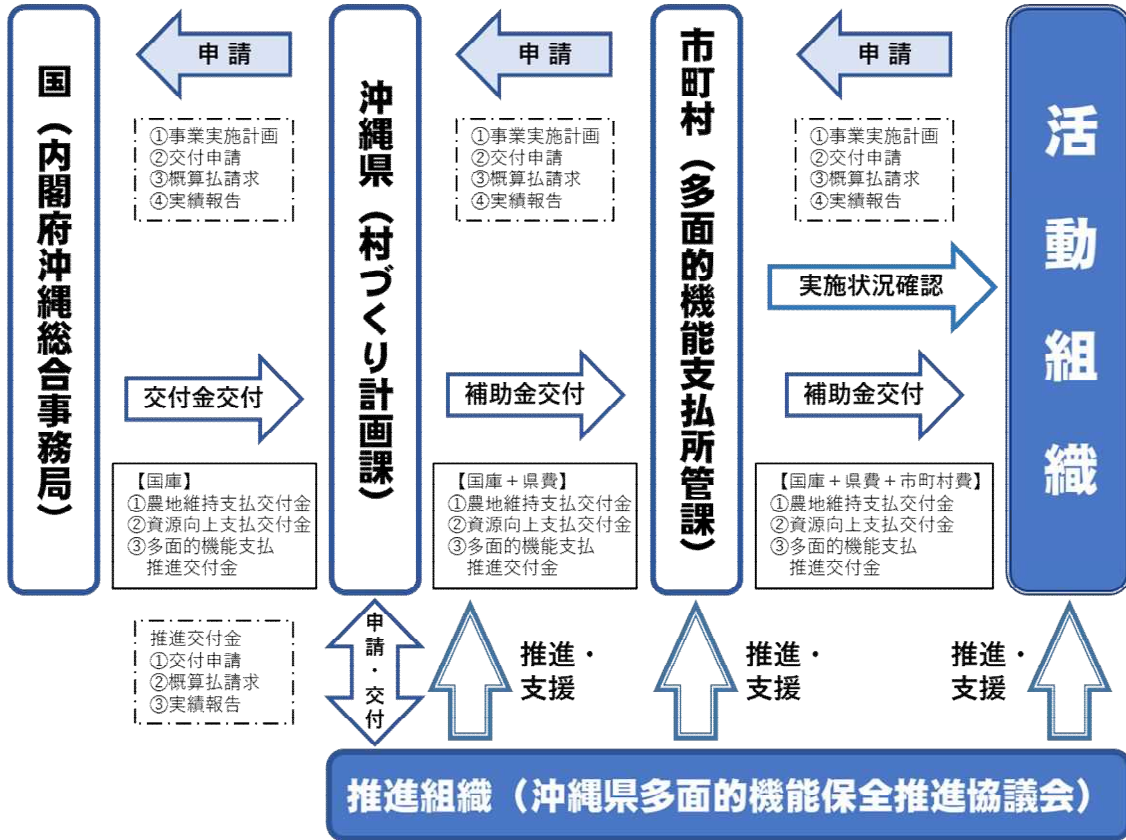 国（内閣府沖縄総合事務局）
申 請
①事業実施計画
②交付申請
③概算払請求
④実績報告
交付金交付
【国庫】
①農地維持支払交付金
②資源向上支払交付金
③多面的機能支払
推進交付金
推進交付金
①交付申請
②概算払請求
③実績報告
沖縄県（村づくり計画課）
申 請
①事業実施計画
②交付申請
③概算払請求
④実績報告
補助金交付
【国庫＋県費】
①農地維持支払交付金
②資源向上支払交付金
③多面的機能支払
推進交付金
申請・交付
推進・
支援
市町村（多面的機能支払所管課）
申 請
①事業実施計画
②交付申請
③概算払請求
④実績報告
実施状況確認
補助金交付
【国庫＋県費＋市町村費】
①農地維持支払交付金
②資源向上支払交付金
③多面的機能支払
推進交付金
推進・
支援
活動組織
推進・
支援
推進組織（沖縄県多面的機能保全推進協議会）